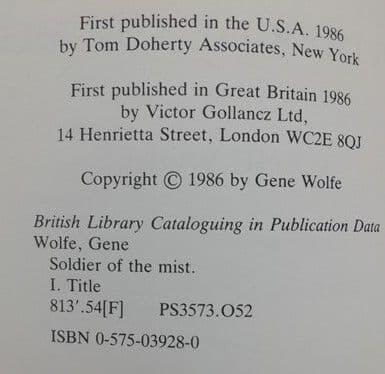 First published in the U.S.A. 1986
by Tom Doherty Associates, New York
First published in Great Britain 1986
by Victor Gollancz Ltd,
14 Henrietta Street, London WC2E 8QJ
Copyright © 1986 by Gene Wolfe
British Library Cataloguing in Publication Data
Wolfe, Gene
Soldier of the mist.
I. Title
813'.54[F] PS3573.O52
ISBN 0-575-03928-0